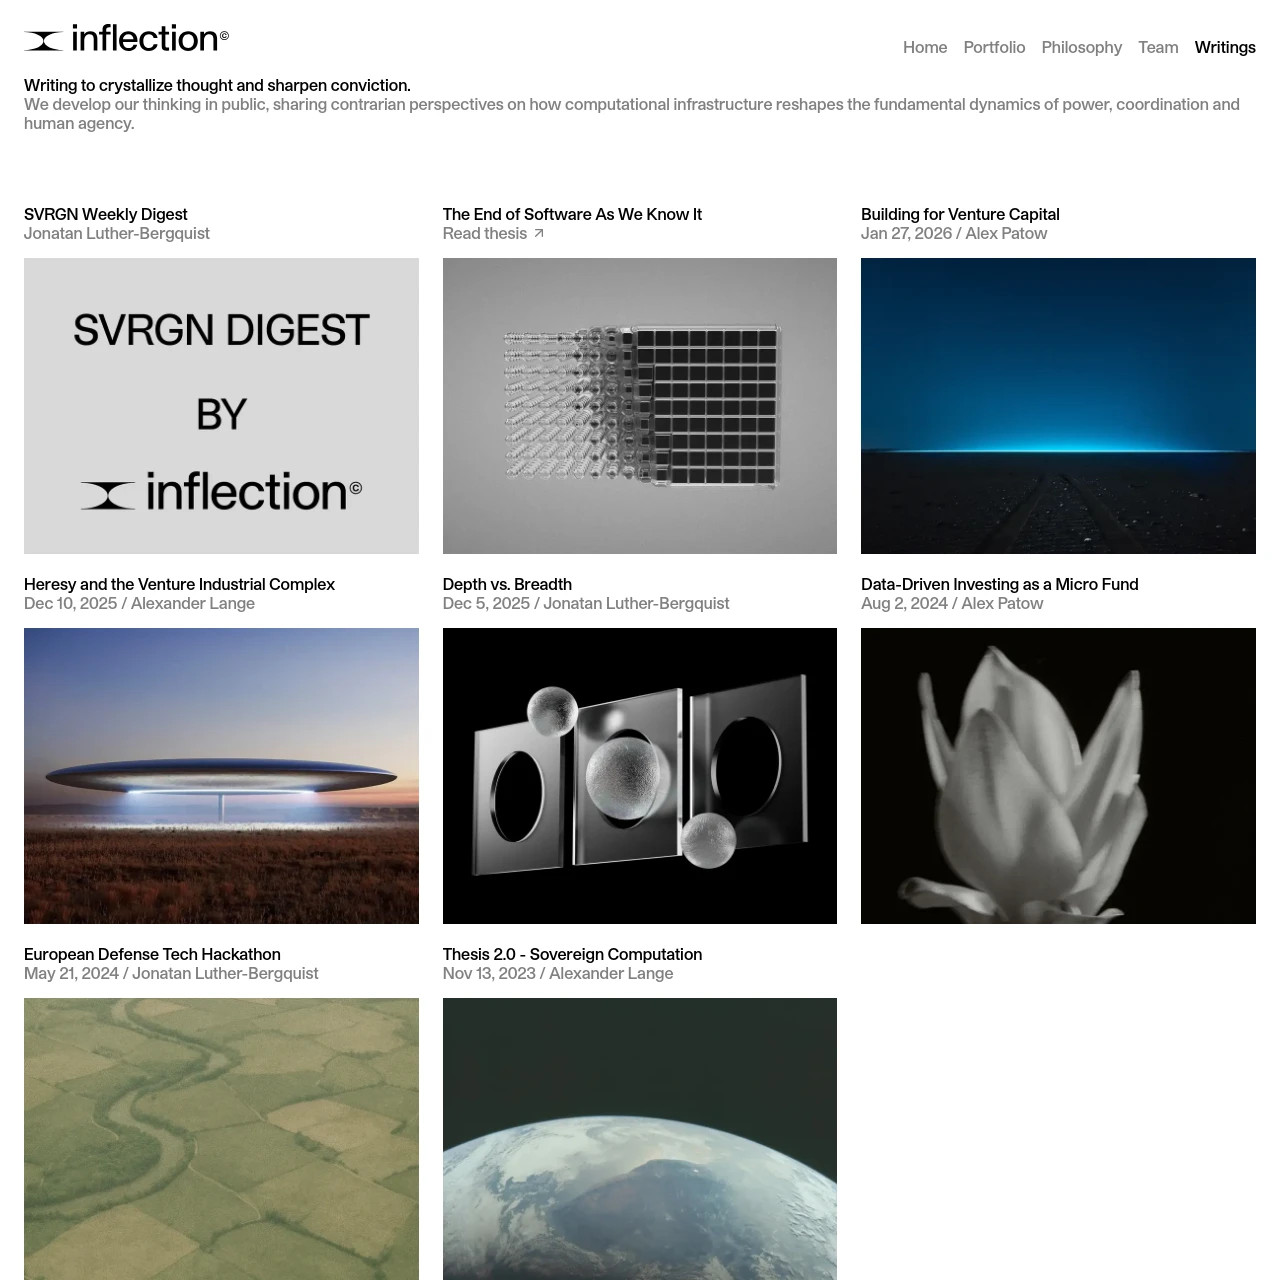 inflection©
Home Portfolio Philosophy Team Writings
Writing to crystallize thought and sharpen conviction.
We develop our thinking in public, sharing contrarian perspectives on how computational infrastructure reshapes the fundamental dynamics of power, coordination and
human agency.
SVRGN Weekly Digest
Jonatan Luther-Bergquist
SVRGN DIGEST
BY
inflection©
The End of Software As We Know It
Read thesis ↗
Building for Venture Capital
Jan 27, 2026 / Alex Patow
Heresy and the Venture Industrial Complex
Dec 10, 2025 / Alexander Lange
Depth vs. Breadth
Dec 5, 2025 / Jonatan Luther-Bergquist
Data-Driven Investing as a Micro Fund
Aug 2, 2024 / Alex Patow
European Defense Tech Hackathon
May 21, 2024 / Jonatan Luther-Bergquist
Thesis 2.0 - Sovereign Computation
Nov 13, 2023 / Alexander Lange